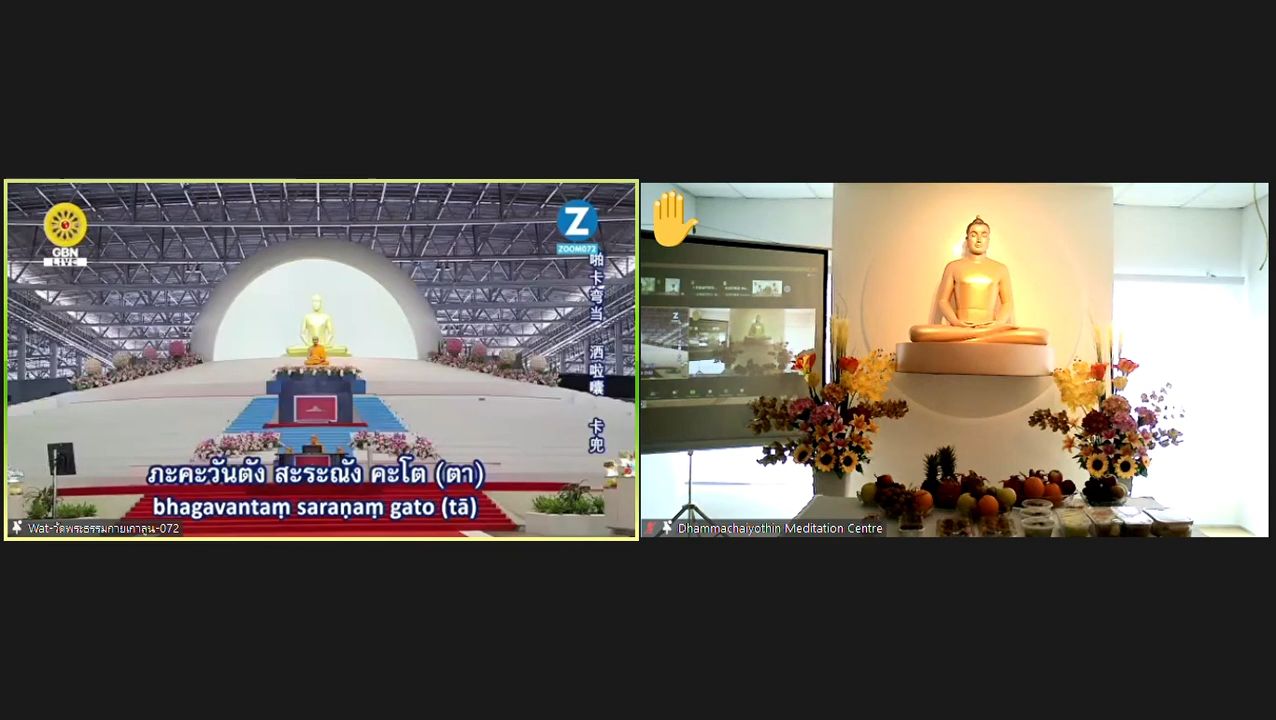 GBN
LIVE
Z
ZOOM072
啪卡弯当 洒啦囔 卡兜
ภะคะวันตัง สะระณัง คะโต (ตา)
bhagavantaṃ saraṇaṃ gato (tā)
Wat-วัดพระธรรมกายเกาลูน-072
Dhammachaiyothin Meditation Centre